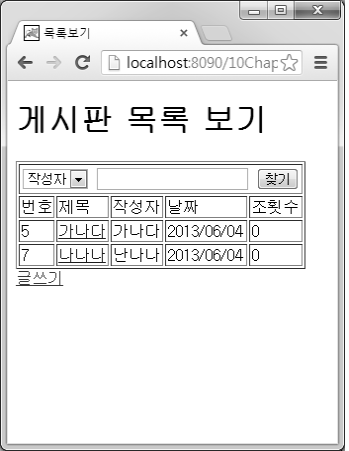 목록보기
localhost:8090/10Chap
게시판 목록 보기
작성자 찾기
번호 제목 작성자 날짜 조횟수
5 가나다 가나다 2013/06/04 0
7 나나나 난나나 2013/06/04 0
글쓰기